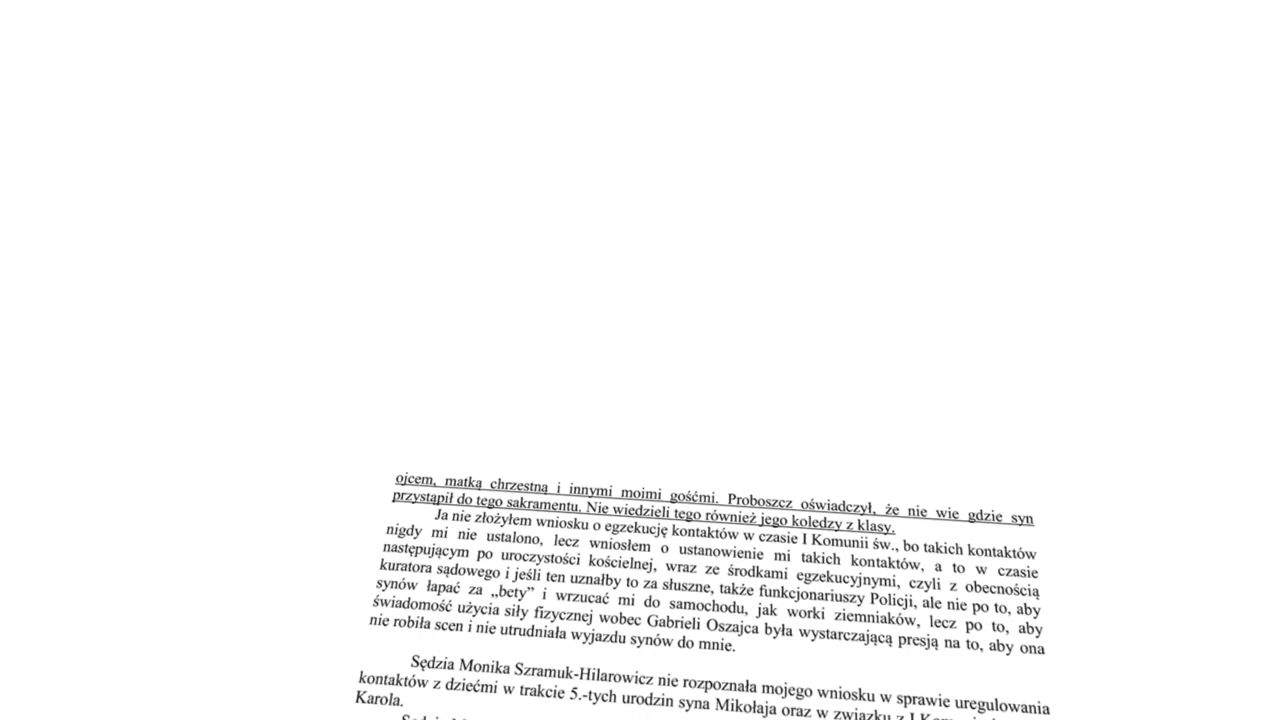 ojcem, matką chrzestną i innymi moimi gośćmi. Proboszcz oświadczył, że nie wie gdzie syn
przystąpił do tego sakramentu. Nie wiedzieli tego również jego koledzy z klasy.
Ja nie złożyłem wniosku o egzekucję kontaktów w czasie I Komunii św., bo takich kontaktów
nigdy mi nie ustalono, lecz wniosłem o ustanowienie mi takich kontaktów, a to w czasie
następującym po uroczystości kościelnej, wraz ze środkami egzekucyjnymi, czyli z obecnością
kuratora sądowego i jeśli ten uznałby to za słuszne, także funkcjonariuszy Policji, ale nie po to, aby
synów łapać za „bety” i wrzucać mi do samochodu, jak worki ziemniaków, lecz po to, aby
świadomość użycia siły fizycznej wobec Gabrieli Oszajca była wystarczającą presją na to, aby ona
nie robiła scen i nie utrudniała wyjazdu synów do mnie.
Sędzia Monika Szramuk-Hilarowicz nie rozpoznała mojego wniosku w sprawie uregulowania
kontaktów z dziećmi w trakcie 5.-tych urodzin syna Mikołaja oraz w związku z I
Karola.